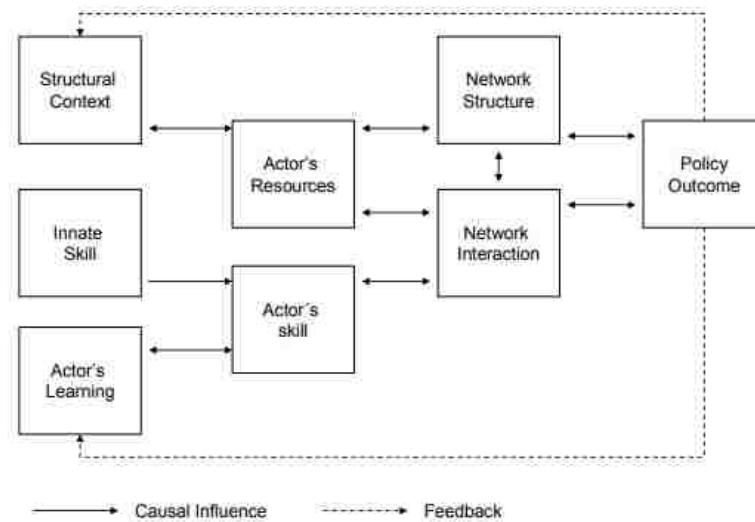 Structural
Context
Network
Structure
Actor´s
Resources
Policy
Outcome
Innate
Skill
Network
Interaction
Actor´s
skill
Actor´s
Learning
Causal Influence
Feedback